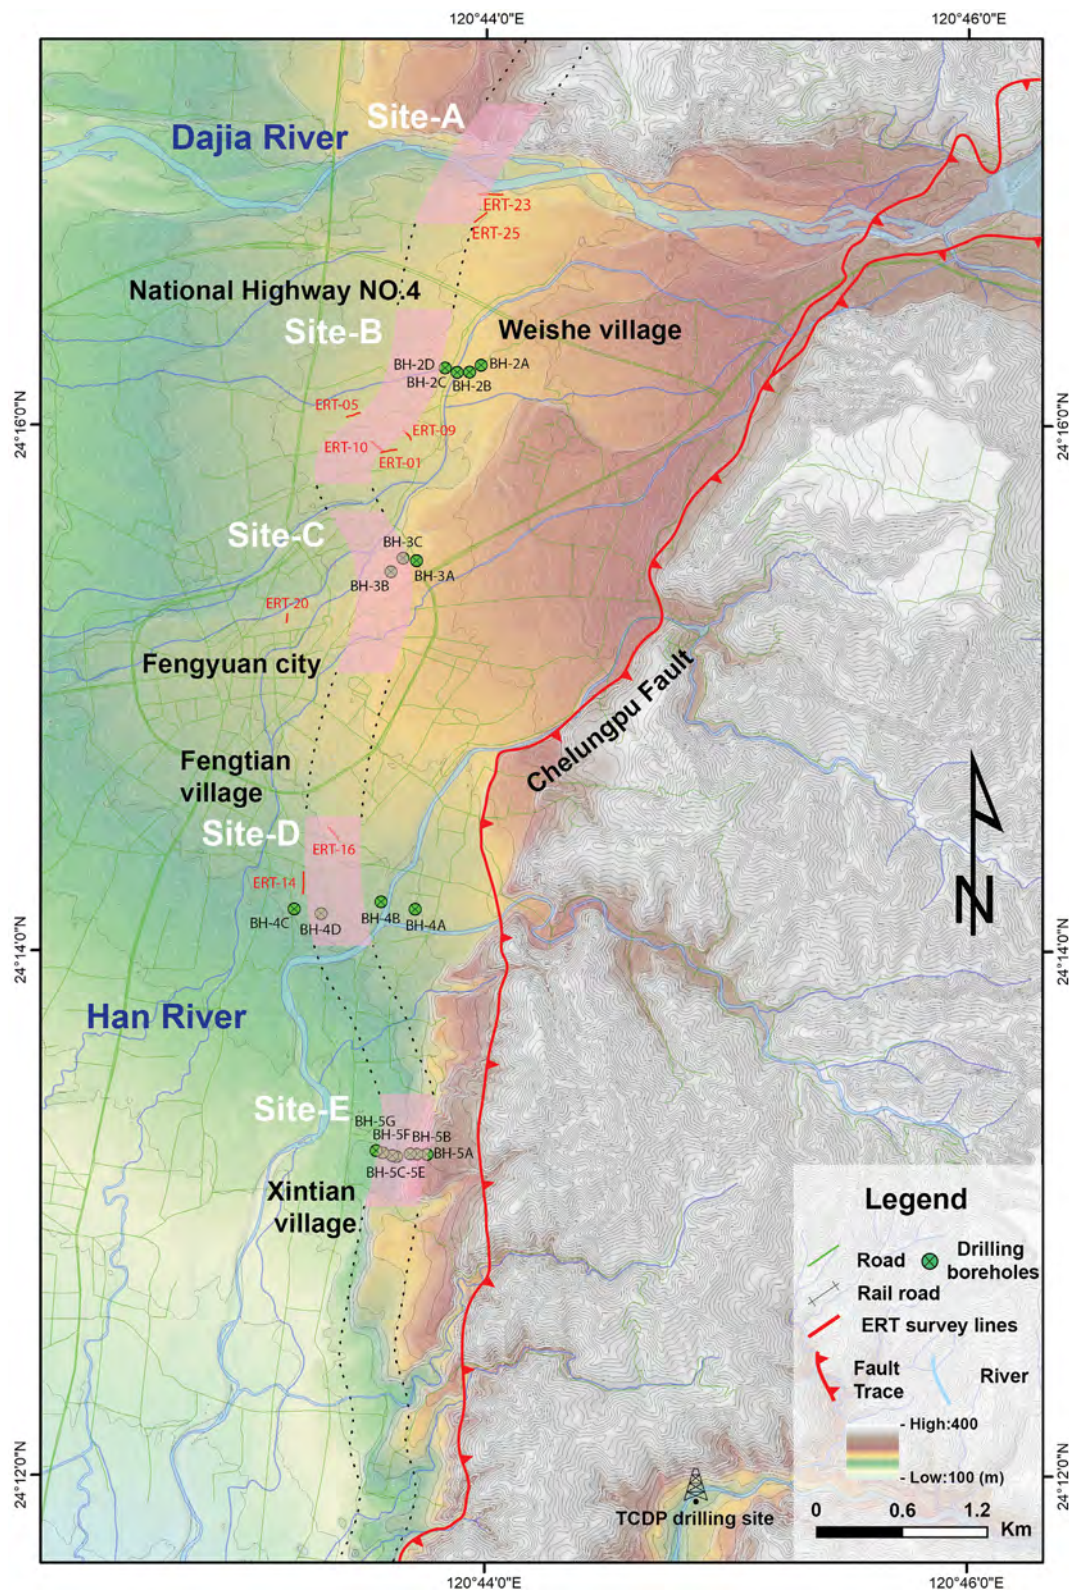 120°44'0"E
120°46'0"E
Site-A
Dajia River
ERT-23
ERT-25
National Highway NO.4
Site-B
Weishe village
BH-2D
BH-2A
BH-2C
BH-2B
ERT-05
24°16'0"N
24°16'0"N
ERT-09
ERT-10
ERT-01
Site-C
BH-3C
BH-3A
BH-3B
ERT-20
Fengyuan city
Chelungpu Fault
Fengtian
village
Site-D
ERT-16
ERT-14
BH-4C
BH-4D
BH-4B
BH-4A
N
24°14'0"N
24°14'0"N
Han River
Site-E
BH-5G
BH-5F
BH-5B
BH-5A
BH-5C-5E
Xintian
village
Legend
Road
Drilling
boreholes
Rail road
ERT survey lines
Fault
Trace
River
- High:400
- Low:100 (m)
24°12'0"N
24°12'0"N
TCDP drilling site
0 0.6 1.2
Km
120°44'0"E
120°46'0"E